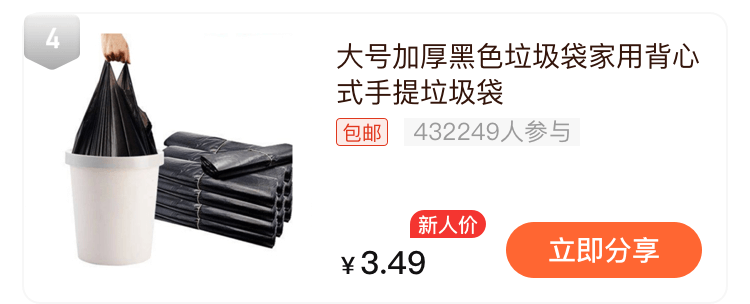 4
大号加厚黑色垃圾袋家用背心
式手提垃圾袋
包邮 432249人参与
新人价
¥3.49 立即分享